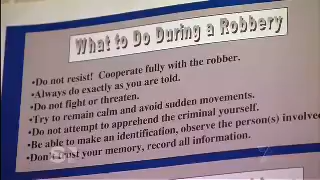 What to Do During a Robbery
•Do not resist! Cooperate fully with the robber.
•Always do exactly as you are told.
•Do not fight or threaten.
•Try to remain calm and avoid sudden movements.
•Do not attempt to apprehend the criminal yourself.
•Be able to make an identification, observe the person(s) involved
•Don't trust your memory, record all information.